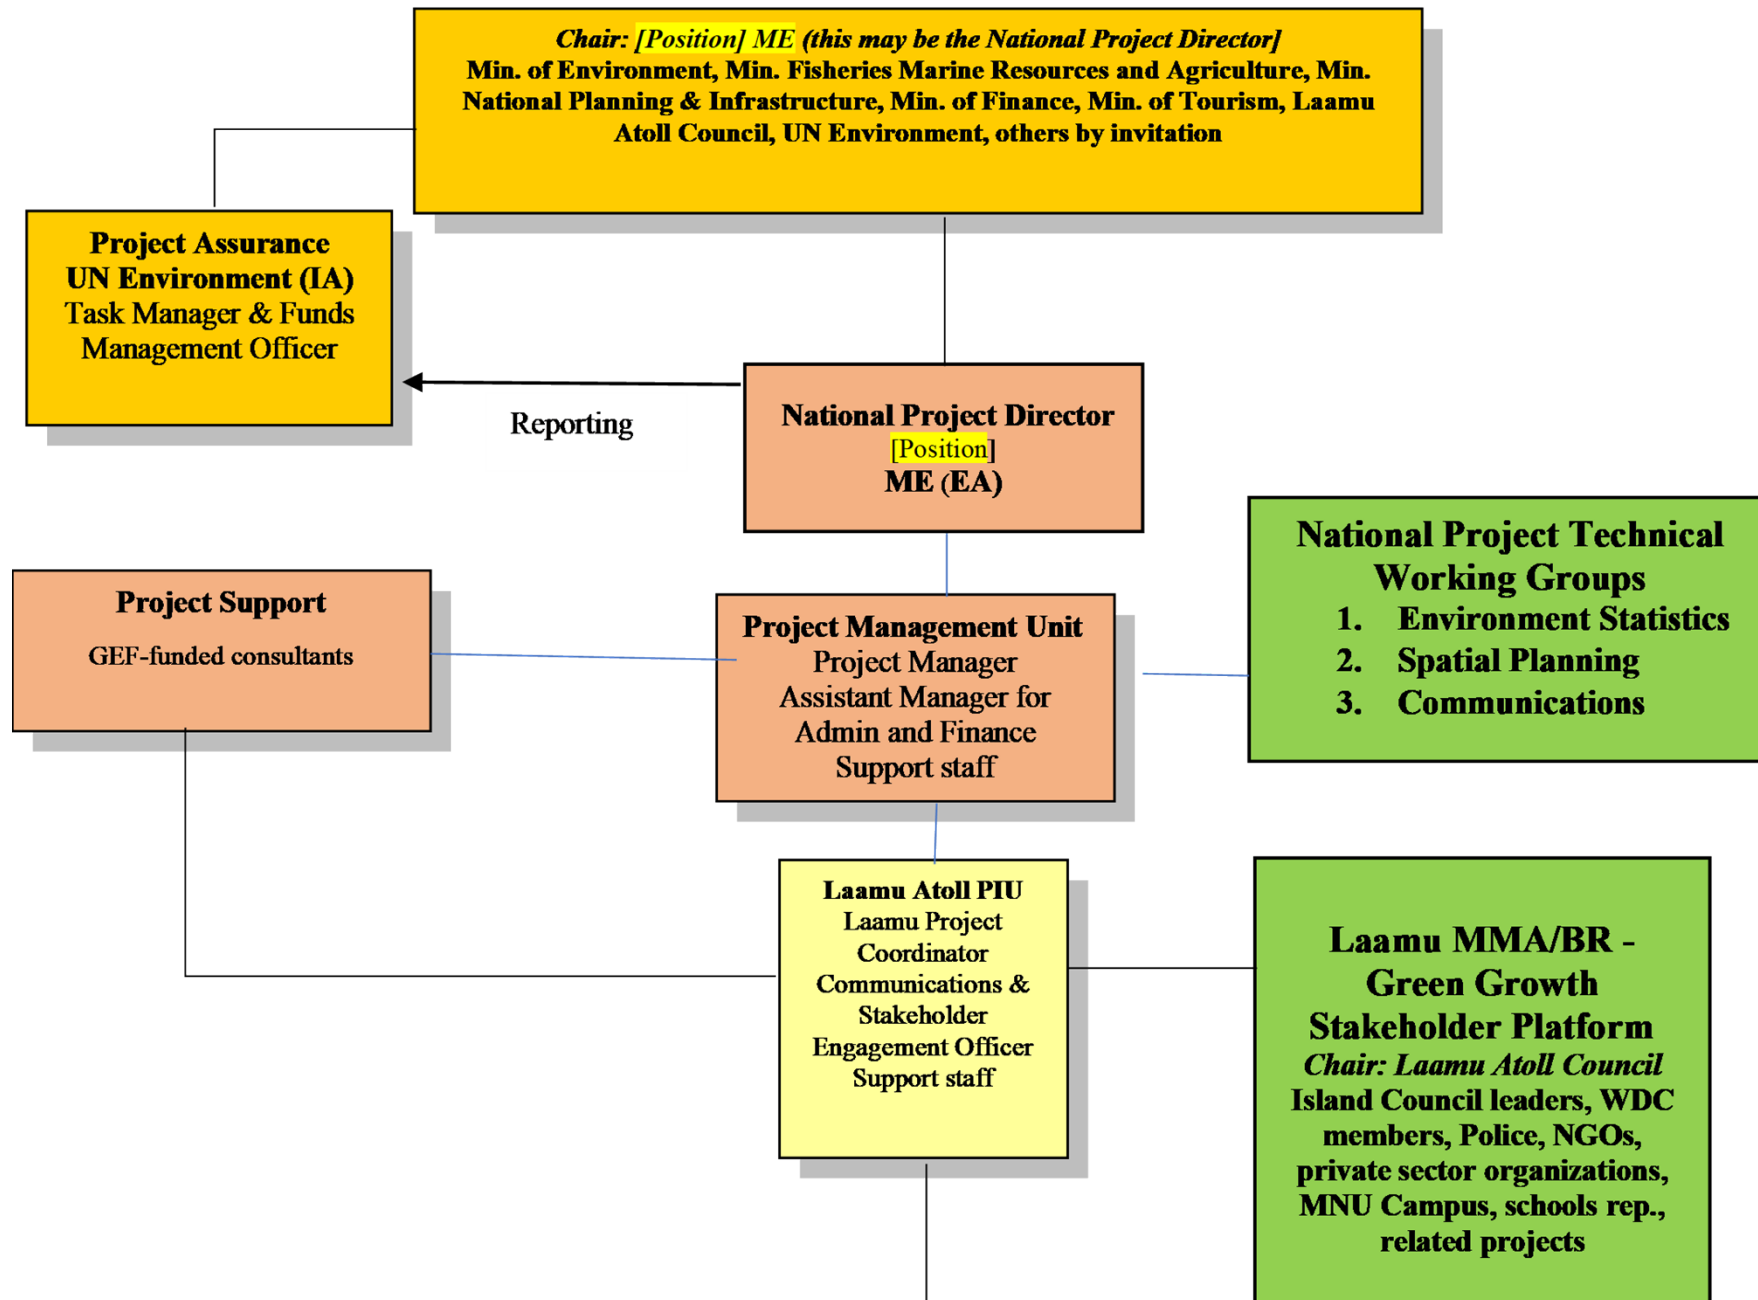 Chair: [Position] ME (this may be the National Project Director]
Min. of Environment, Min. Fisheries Marine Resources and Agriculture, Min.
National Planning & Infrastructure, Min. of Finance, Min. of Tourism, Laamu
Atoll Council, UN Environment, others by invitation
Project Assurance
UN Environment (IA)
Task Manager & Funds
Management Officer
Reporting
National Project Director
[Position]
ME (EA)
National Project Technical
Working Groups
1. Environment Statistics
2. Spatial Planning
3. Communications
Project Support
GEF-funded consultants
Project Management Unit
Project Manager
Assistant Manager for
Admin and Finance
Support staff
Laamu Atoll PIU
Laamu Project
Coordinator
Communications &
Stakeholder
Engagement Officer
Support staff
Laamu MMA/BR -
Green Growth
Stakeholder Platform
Chair: Laamu Atoll Council
Island Council leaders, WDC
members, Police, NGOs,
private sector organizations,
MNU Campus, schools rep.,
related projects